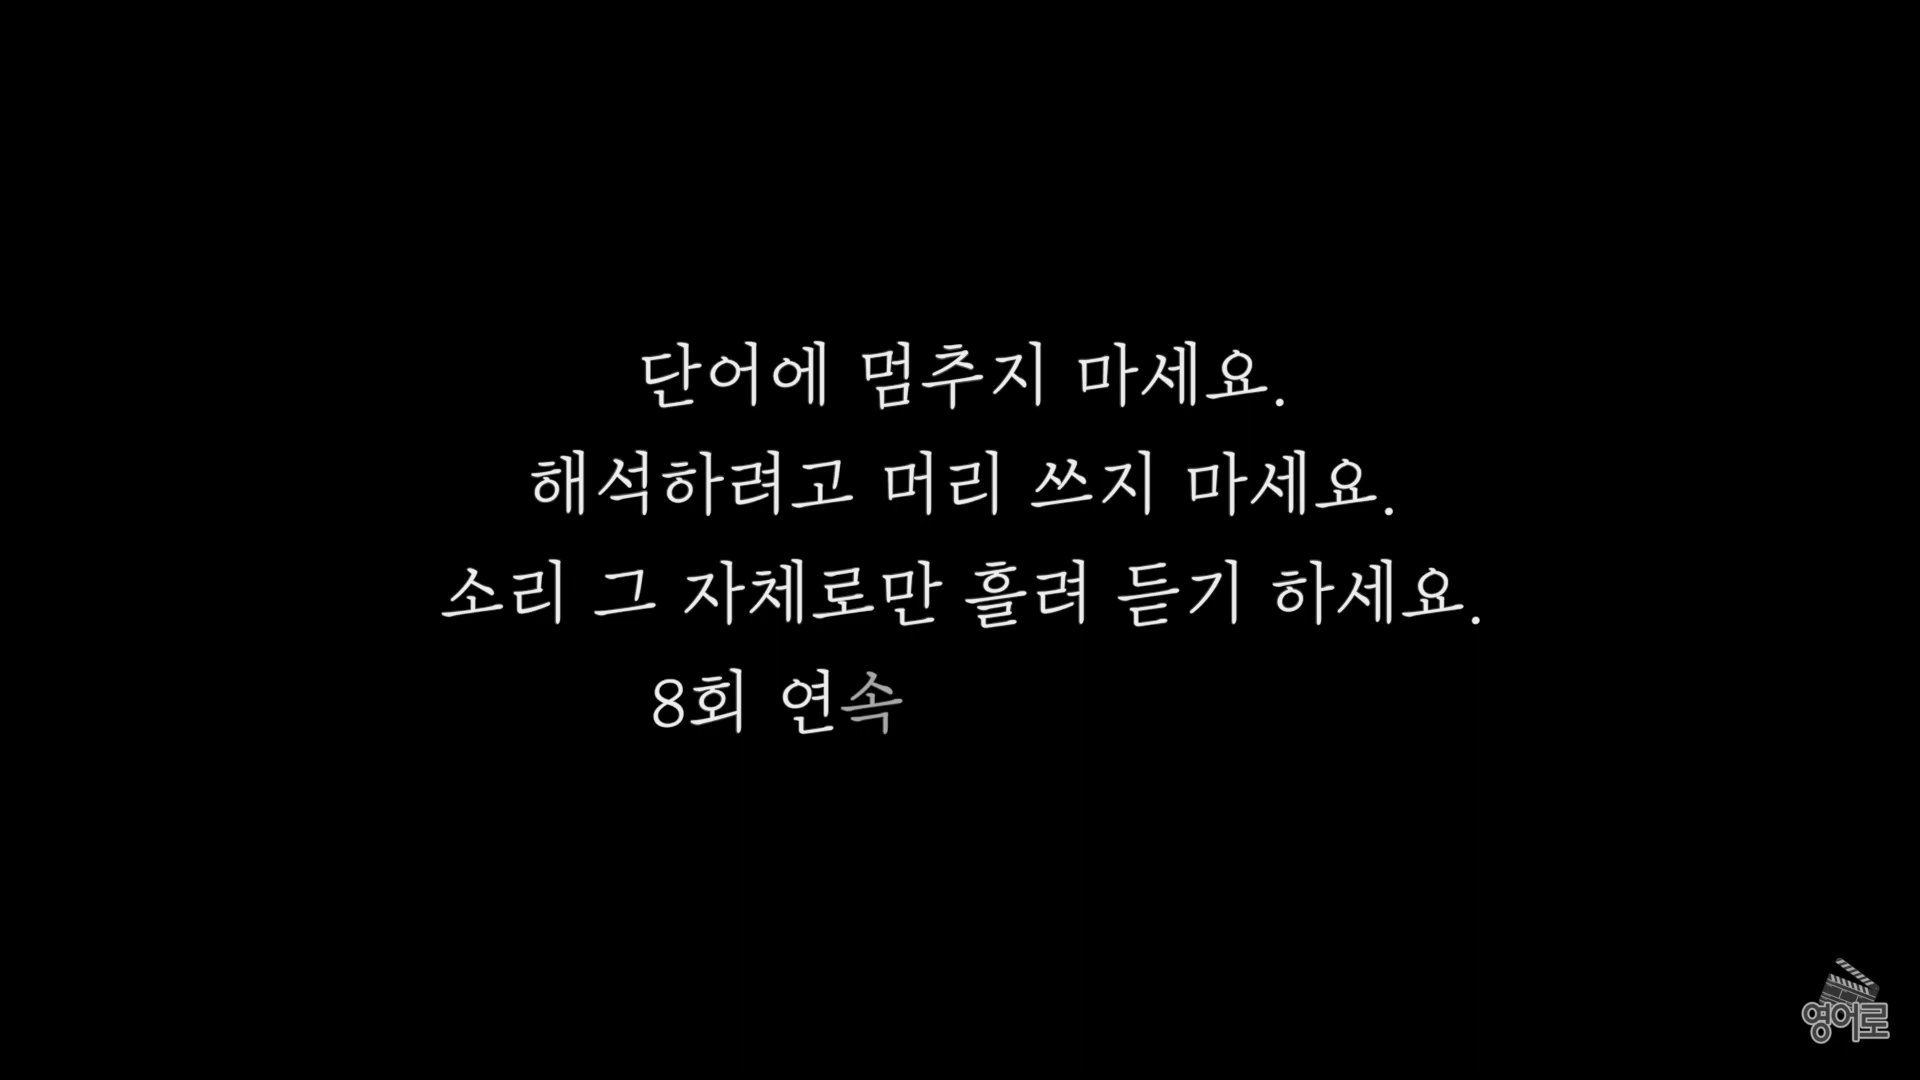 단어에 멈추지 마세요.
해석하려고 머리 쓰지 마세요.
소리 그 자체로만 흘려 듣기 하세요.
8회 연속
영어로